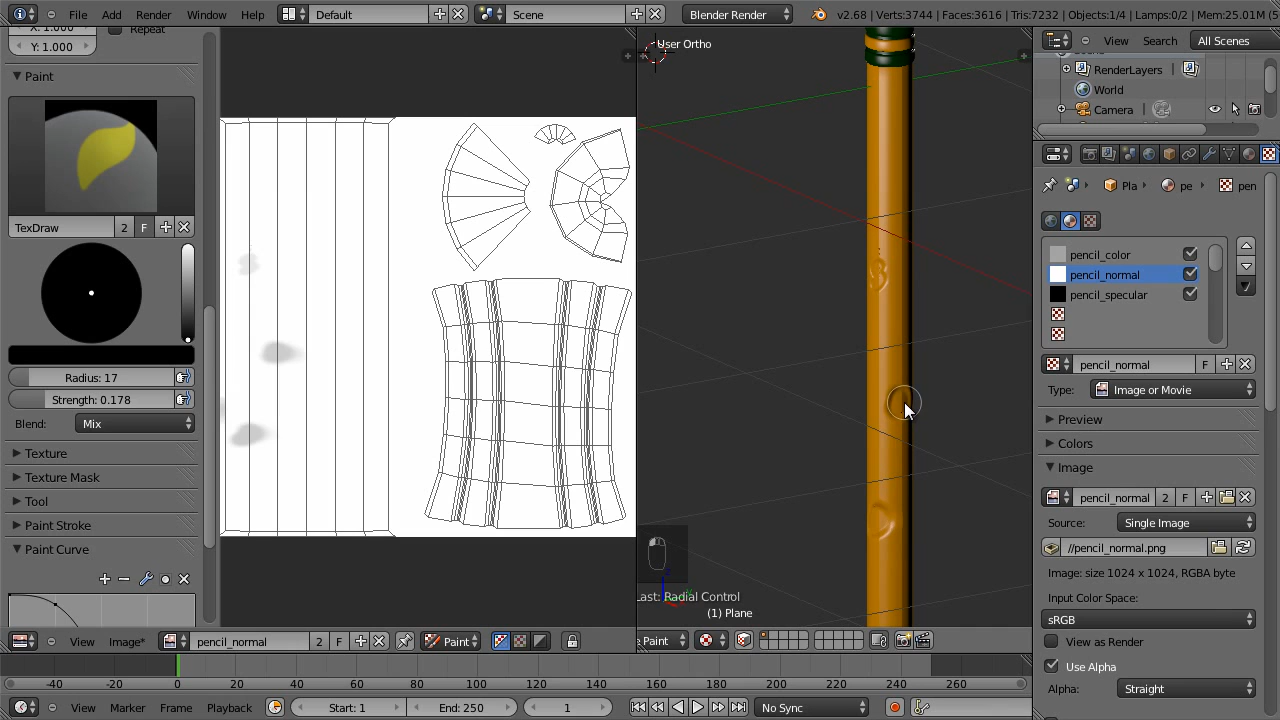 File Add Render Window Help Default Scene Blender Render v2.68 | Verts:3744 | Faces:3616 | Tris:7232 | Objects:1/4 | Lamps:0/2 | Mem:25.01M (5
X: 1.000 Repeat
Y: 1.000
Paint
TexDraw 2 F
Radius: 17
Strength: 0.178
Blend: Mix
Texture
Texture Mask
Tool
Paint Stroke
Paint Curve
View Image* pencil_normal 2 F Paint
User Ortho
Last: Radial Control
(1) Plane
e Paint
View Search All Scenes
RenderLayers
World
Camera
Pla pe pen
pencil_color
pencil_normal
pencil_specular
pencil_normal F
Type: Image or Movie
Preview
Colors
Image
pencil_normal 2 F
Source: Single Image
//pencil_normal.png
Image: size 1024 x 1024, RGBA byte
Input Color Space:
sRGB
View as Render
Use Alpha
Alpha: Straight
-40 -20 0 20 40 60 80 100 120 140 160 180 200 220 240 260
View Marker Frame Playback Start: 1 End: 250 1 No Sync